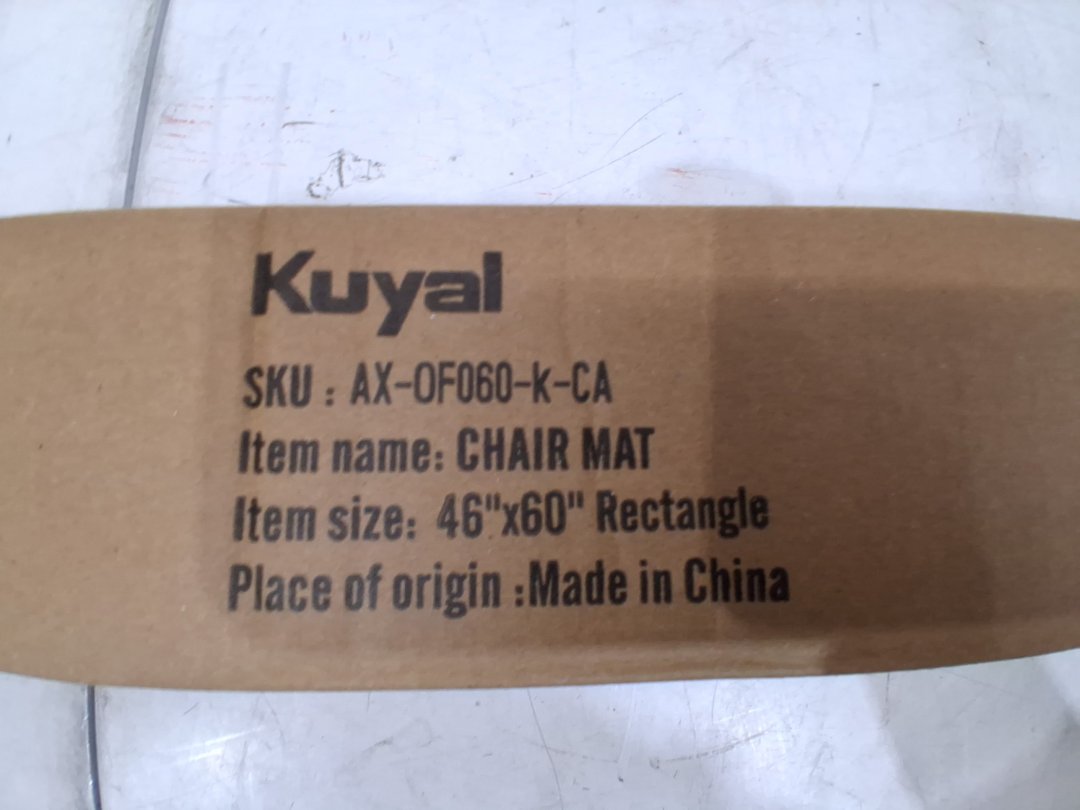 Kuyal
SKU : AX-OF060-k-CA
Item name: CHAIR MAT
Item size: 46"x60" Rectangle
Place of origin :Made in China